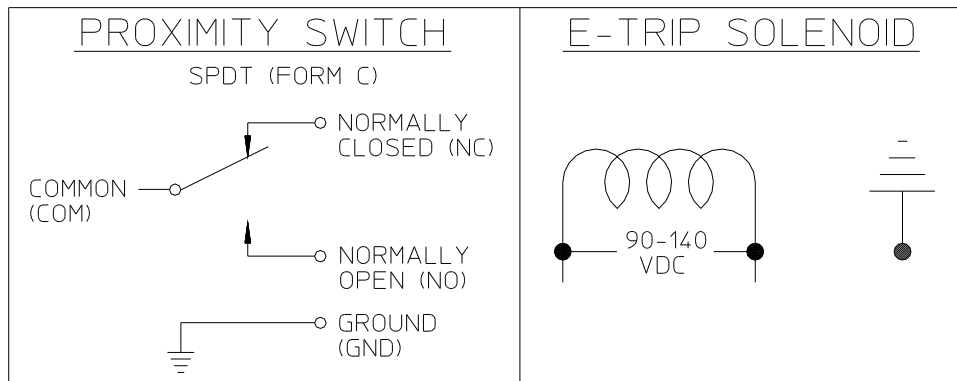 PROXIMITY SWITCH
SPDT (FORM C)
NORMALLY
CLOSED (NC)
COMMON
(COM)
NORMALLY
OPEN (NO)
GROUND
(GND)
E-TRIP SOLENOID
90-140
VDC